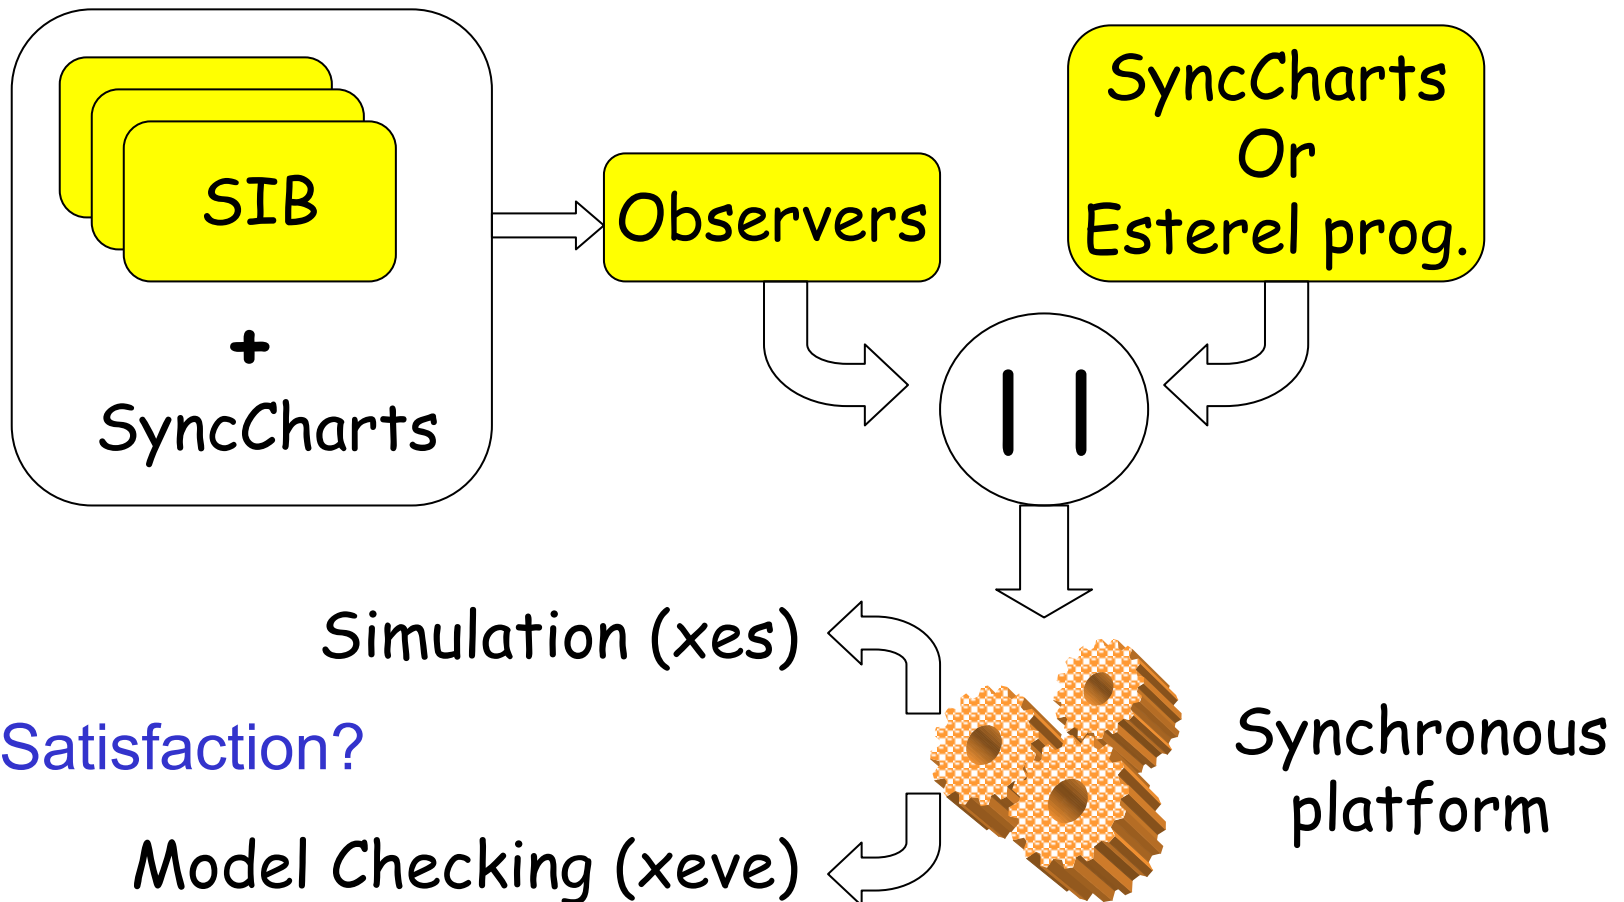 SIB
+
SyncCharts
Observers
SyncCharts
Or
Esterel prog.
||
Simulation (xes)
Satisfaction?
Model Checking (xeve)
Synchronous
platform